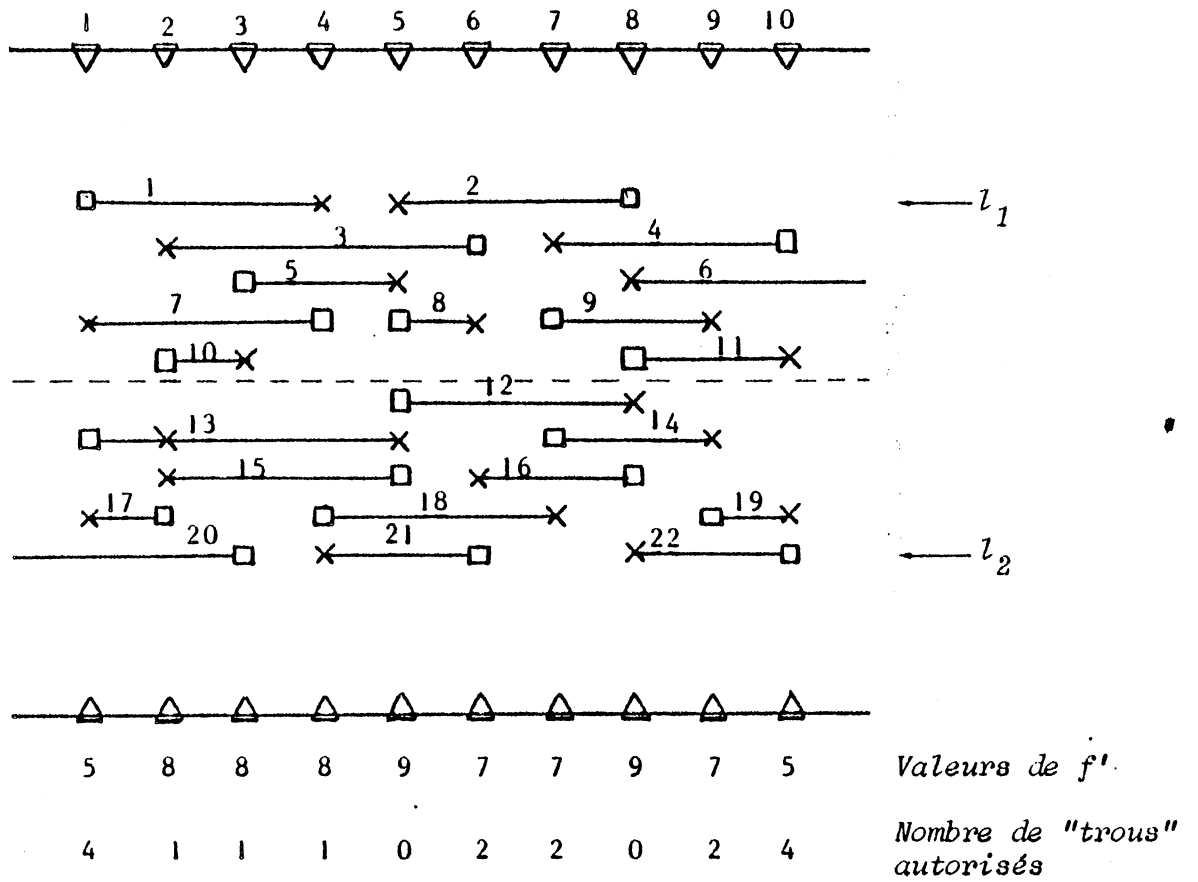 1 2 3 4 5 6 7 8 9 10
1 2 l1
3 4
5 6
7 8 9
10 11
12
13 14
15 16
17 18 19
20 21 22 l2
5 8 8 8 9 7 7 9 7 5 Valeurs de f'
4 1 1 1 0 2 2 0 2 4 Nombre de "trous"
autorisés